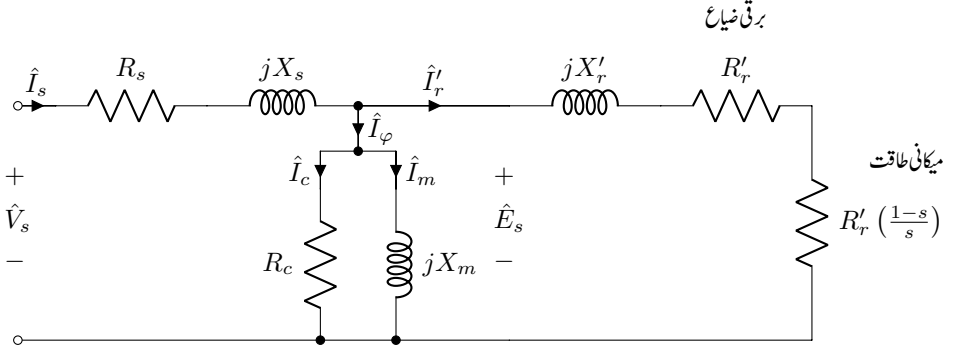 برقی ضیاع
R_s
jX_s
Î′_r
jX′_r
R′_r
Î_s
Î_φ
Î_c
Î_m
میکانی طاقت
+
V̂_s
−
+
Ê_s
−
R_c
jX_m
R′_r (1−s/s)